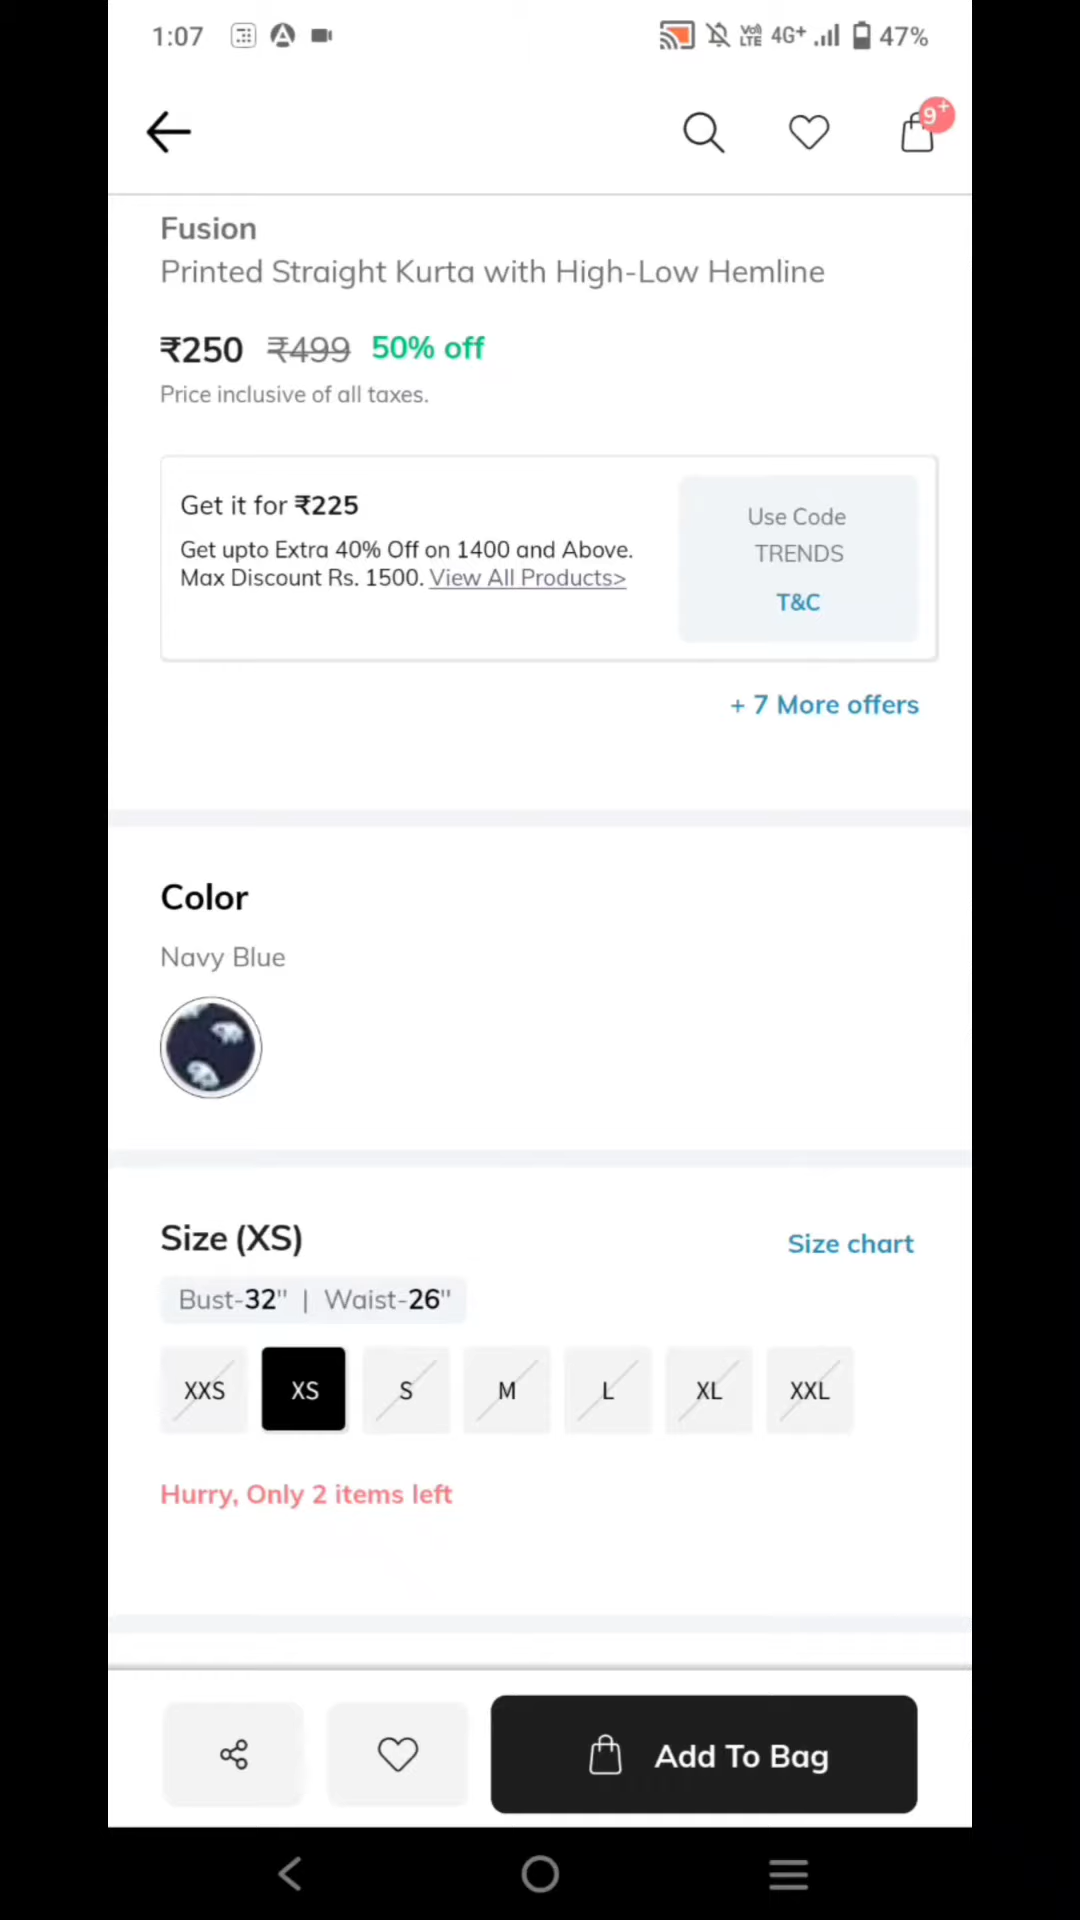 1:07
Vo)) LTE 4G+ 47%
9+
Fusion
Printed Straight Kurta with High-Low Hemline
₹250 ₹499 50% off
Price inclusive of all taxes.
Get it for ₹225
Get upto Extra 40% Off on 1400 and Above.
Max Discount Rs. 1500. View All Products>
Use Code
TRENDS
T&C
+ 7 More offers
Color
Navy Blue
Size (XS)
Size chart
Bust-32" | Waist-26"
XXS XS S M L XL XXL
Hurry, Only 2 items left
Add To Bag